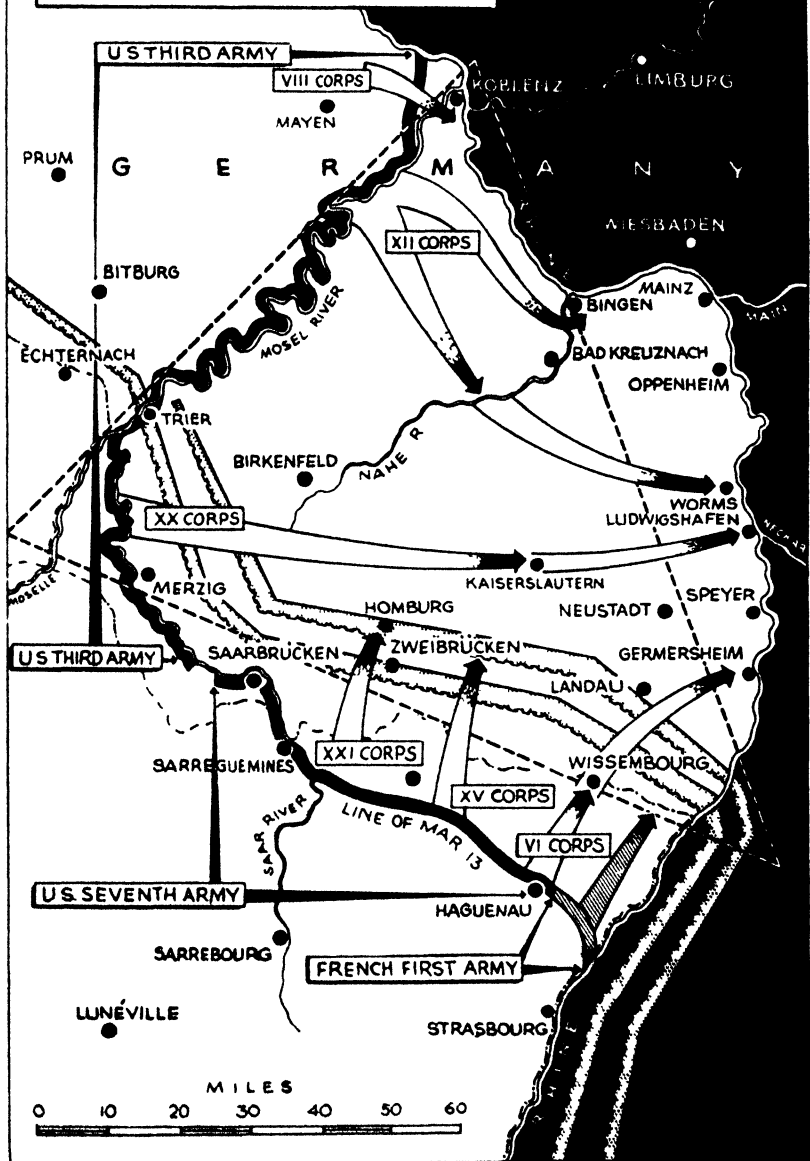 US THIRD ARMY
VIII CORPS
KOBLENZ
LIMBURG
MAYEN
PRUM
G E R M A N Y
WIESBADEN
XII CORPS
BITBURG
MAINZ
BINGEN
MAIN
MOSEL RIVER
ECHTERNACH
BAD KREUZNACH
OPPENHEIM
TRIER
NAHE R
BIRKENFELD
WORMS
XX CORPS
LUDWIGSHAFEN
NECKAR
KAISERSLAUTERN
MOSELLE
MERZIG
SPEYER
HOMBURG
NEUSTADT
US THIRD ARMY
SAARBRUCKEN
ZWEIBRUCKEN
GERMERSHEIM
LANDAU
XXI CORPS
SARREGUEMINES
WISSEMBOURG
XV CORPS
LINE OF MAR 13
SAAR RIVER
VI CORPS
U.S. SEVENTH ARMY
HAGUENAU
SARREBOURG
FRENCH FIRST ARMY
LUNÉVILLE
STRASBOURG
MILES
0 10 20 30 40 50 60